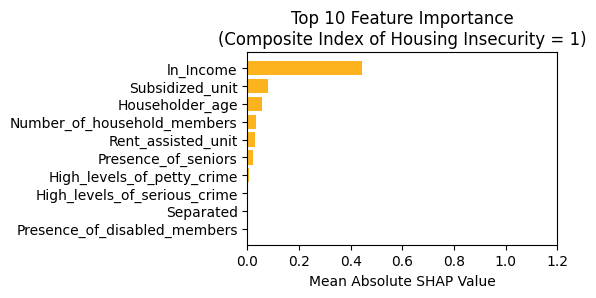 Top 10 Feature Importance
(Composite Index of Housing Insecurity = 1)
ln_Income
Subsidized_unit
Householder_age
Number_of_household_members
Rent_assisted_unit
Presence_of_seniors
High_levels_of_petty_crime
High_levels_of_serious_crime
Separated
Presence_of_disabled_members
0.0 0.2 0.4 0.6 0.8 1.0 1.2
Mean Absolute SHAP Value